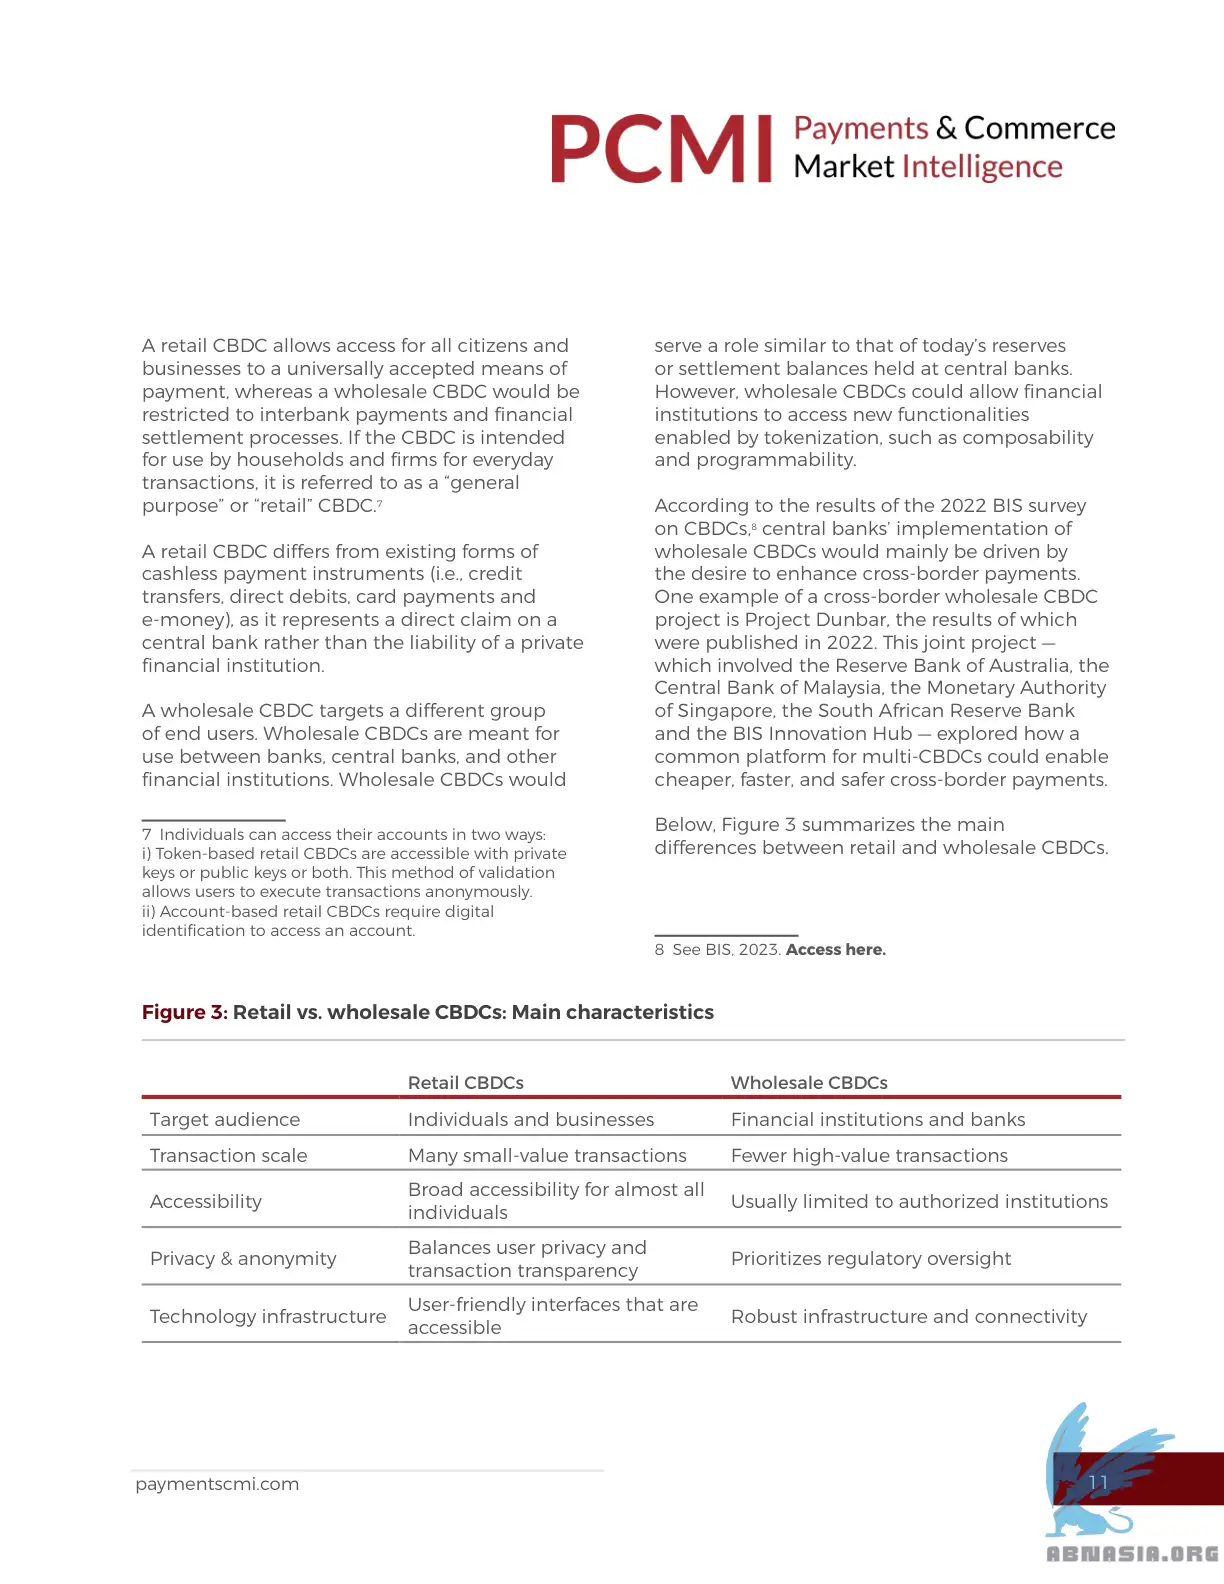 PCMI Payments & Commerce
Market Intelligence
A retail CBDC allows access for all citizens and
businesses to a universally accepted means of
payment, whereas a wholesale CBDC would be
restricted to interbank payments and financial
settlement processes. If the CBDC is intended
for use by households and firms for everyday
transactions, it is referred to as a “general
purpose” or “retail” CBDC.7
A retail CBDC differs from existing forms of
cashless payment instruments (i.e., credit
transfers, direct debits, card payments and
e-money), as it represents a direct claim on a
central bank rather than the liability of a private
financial institution.
A wholesale CBDC targets a different group
of end users. Wholesale CBDCs are meant for
use between banks, central banks, and other
financial institutions. Wholesale CBDCs would
7 Individuals can access their accounts in two ways:
i) Token-based retail CBDCs are accessible with private
keys or public keys or both. This method of validation
allows users to execute transactions anonymously.
ii) Account-based retail CBDCs require digital
identification to access an account.
serve a role similar to that of today’s reserves
or settlement balances held at central banks.
However, wholesale CBDCs could allow financial
institutions to access new functionalities
enabled by tokenization, such as composability
and programmability.
According to the results of the 2022 BIS survey
on CBDCs,8 central banks’ implementation of
wholesale CBDCs would mainly be driven by
the desire to enhance cross-border payments.
One example of a cross-border wholesale CBDC
project is Project Dunbar, the results of which
were published in 2022. This joint project —
which involved the Reserve Bank of Australia, the
Central Bank of Malaysia, the Monetary Authority
of Singapore, the South African Reserve Bank
and the BIS Innovation Hub — explored how a
common platform for multi-CBDCs could enable
cheaper, faster, and safer cross-border payments.
Below, Figure 3 summarizes the main
differences between retail and wholesale CBDCs.
8 See BIS, 2023. Access here.
Figure 3: Retail vs. wholesale CBDCs: Main characteristics
Retail CBDCs Wholesale CBDCs
Target audience Individuals and businesses Financial institutions and banks
Transaction scale Many small-value transactions Fewer high-value transactions
Accessibility Broad accessibility for almost all
individuals Usually limited to authorized institutions
Privacy & anonymity Balances user privacy and
transaction transparency Prioritizes regulatory oversight
Technology infrastructure User-friendly interfaces that are
accessible Robust infrastructure and connectivity
paymentscmi.com
11
ABNASIA.ORG